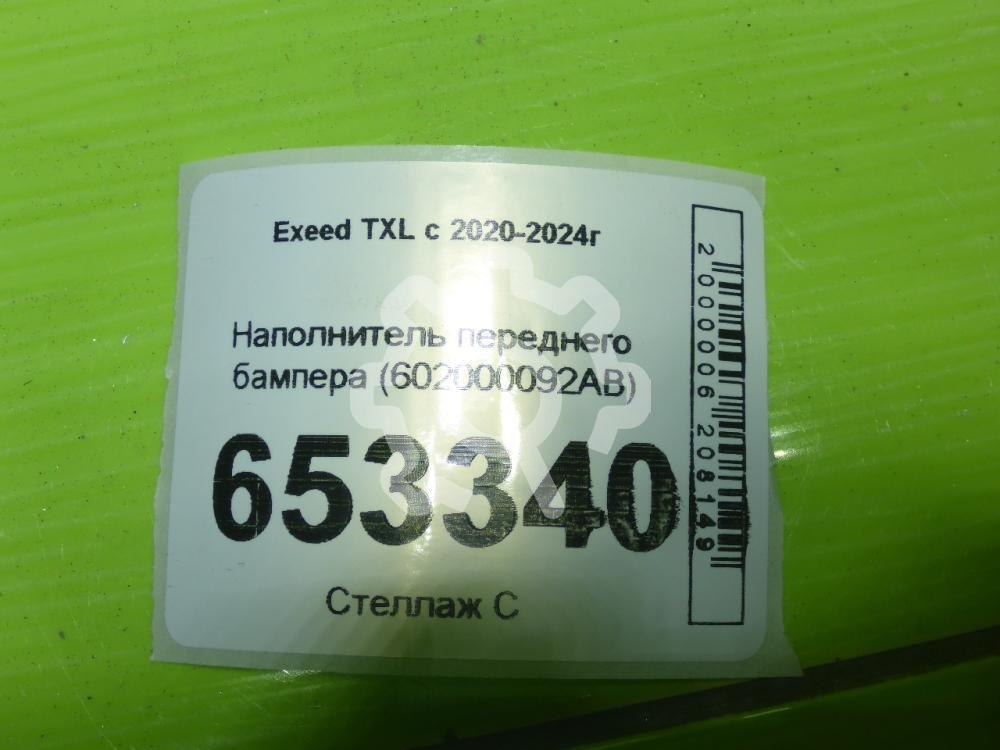 Exeed TXL с 2020-2024г
Наполнитель переднего
бампера (602000092AB)
653340
Стеллаж С
2000006208149